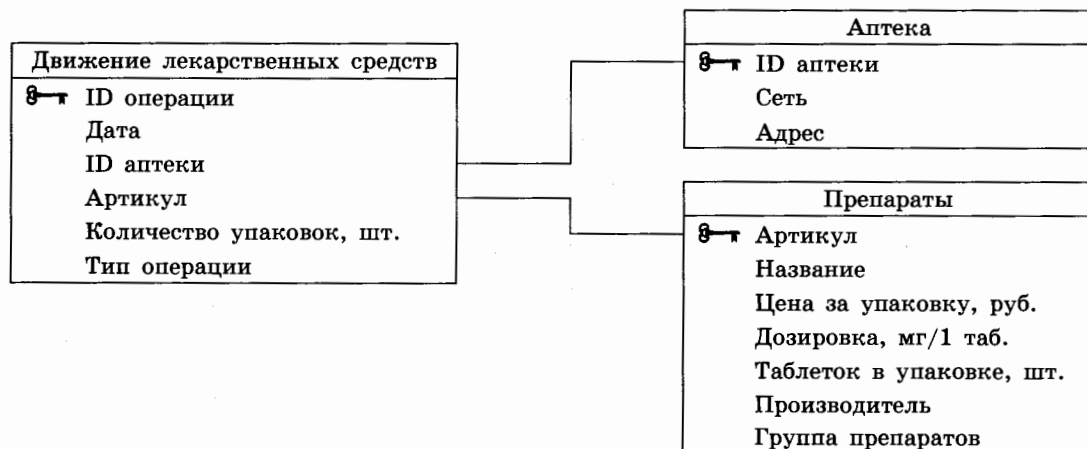 Движение лекарственных средств
ID операции
Дата
ID аптеки
Артикул
Количество упаковок, шт.
Тип операции
Аптека
ID аптеки
Сеть
Адрес
Препараты
Артикул
Название
Цена за упаковку, руб.
Дозировка, мг/1 таб.
Таблеток в упаковке, шт.
Производитель
Группа препаратов